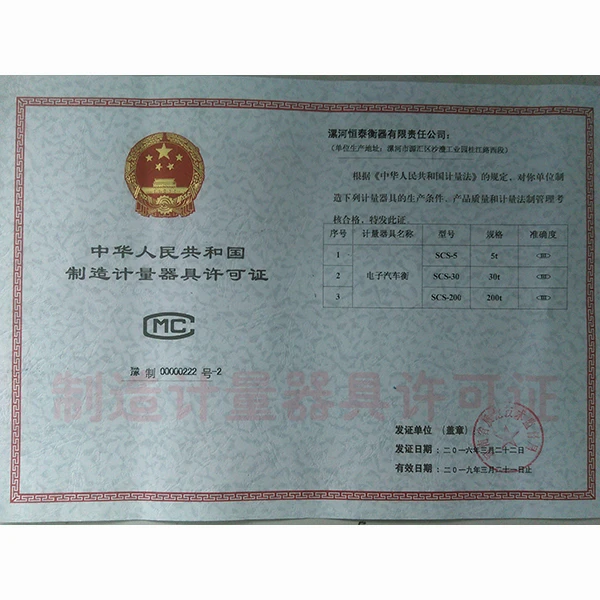 中华人民共和国
制造计量器具许可证
CMC
豫 制 00000222 号-2
漯河恒泰衡器有限责任公司：
（单位生产地址：漯河市源汇区沙澧工业园桂江路西段）
根据《中华人民共和国计量法》的规定，对你单位制
造下列计量器具的生产条件、产品质量和计量法制管理考
核合格，特发此证。
序号 计量器具名称 型号 规格 准确度
1 SCS-5 5t
2 电子汽车衡 SCS-30 30t
3 SCS-200 200t
制造计量器具许可证
发证单位 （盖章）
发证日期：二0一六年三月二十二日
有效日期：二0一九年三月二十一日止